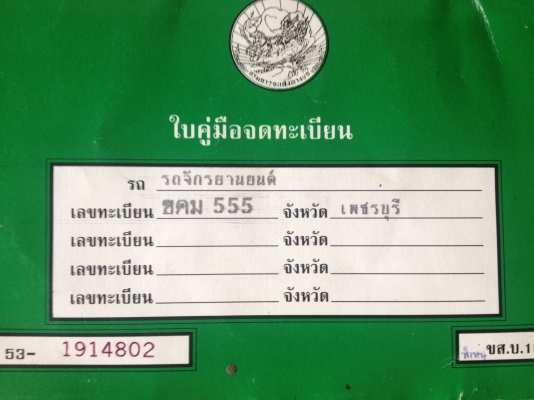 ใบคู่มือจดทะเบียน
รถ รถจักรยานยนต์
เลขทะเบียน ขคม 555 จังหวัด เพชรบุรี
เลขทะเบียน จังหวัด
เลขทะเบียน จังหวัด
เลขทะเบียน จังหวัด
53- 1914802
ขส.บ.